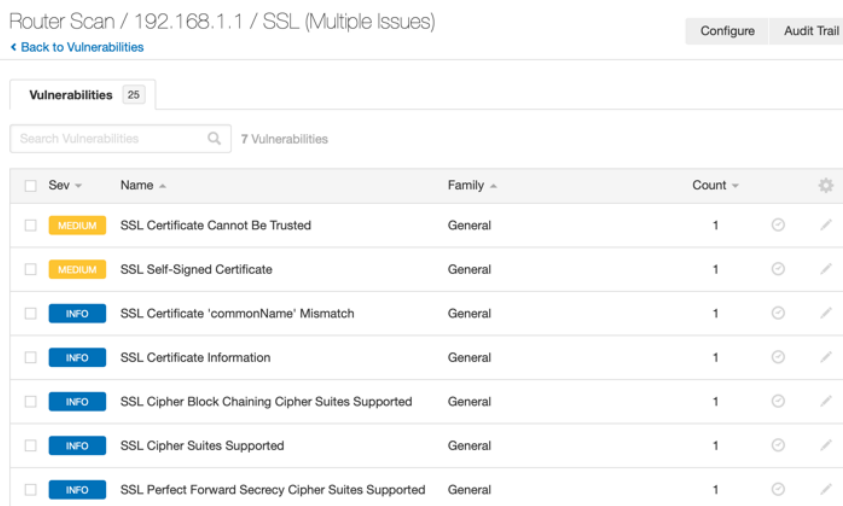 Router Scan / 192.168.1.1 / SSL (Multiple Issues)
Configure Audit Trail
Back to Vulnerabilities
Vulnerabilities 25
Search Vulnerabilities 7 Vulnerabilities
Sev Name Family Count
MEDIUM SSL Certificate Cannot Be Trusted General 1
MEDIUM SSL Self-Signed Certificate General 1
INFO SSL Certificate 'commonName' Mismatch General 1
INFO SSL Certificate Information General 1
INFO SSL Cipher Block Chaining Cipher Suites Supported General 1
INFO SSL Cipher Suites Supported General 1
INFO SSL Perfect Forward Secrecy Cipher Suites Supported General 1